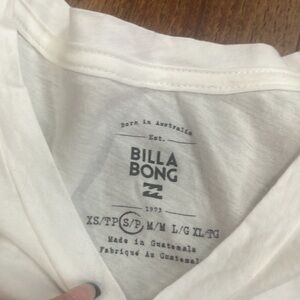 Born in Australia
Est.
BILLA
BONG
1973
XS/TP S/P M/M L/G XL/TG
Made in Guatemala
Fabriqué Au Guatemala